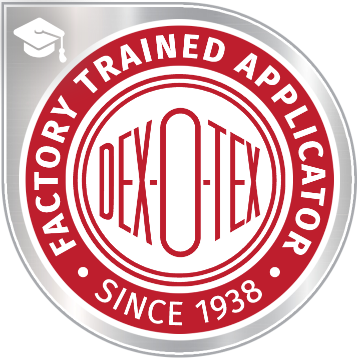 FACTORY TRAINED APPLICATOR
DEX-O-TEX
• SINCE 1938 •